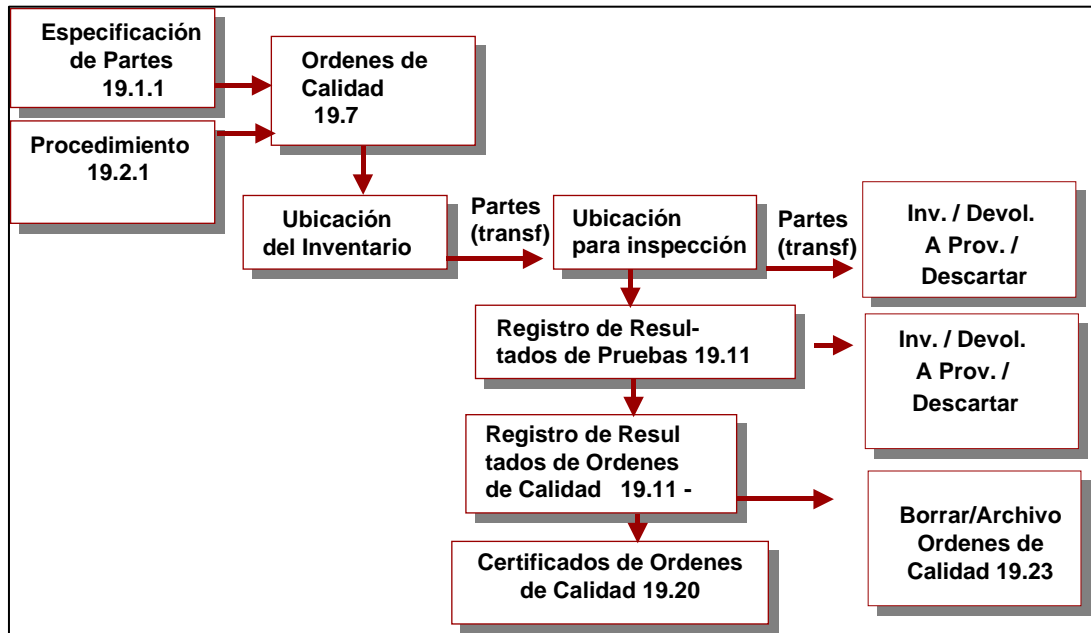 Especificación
de Partes
19.1.1
Ordenes de
Calidad
19.7
Procedimiento
19.2.1
Ubicación
del Inventario
Partes
(transf)
Ubicación
para inspección
Partes
(transf)
Inv. / Devol.
A Prov. /
Descartar
Registro de Resul-
tados de Pruebas 19.11
Inv. / Devol.
A Prov. /
Descartar
Registro de Resul
tados de Ordenes
de Calidad 19.11 -
Borrar/Archivo
Ordenes de
Calidad 19.23
Certificados de Ordenes
de Calidad 19.20